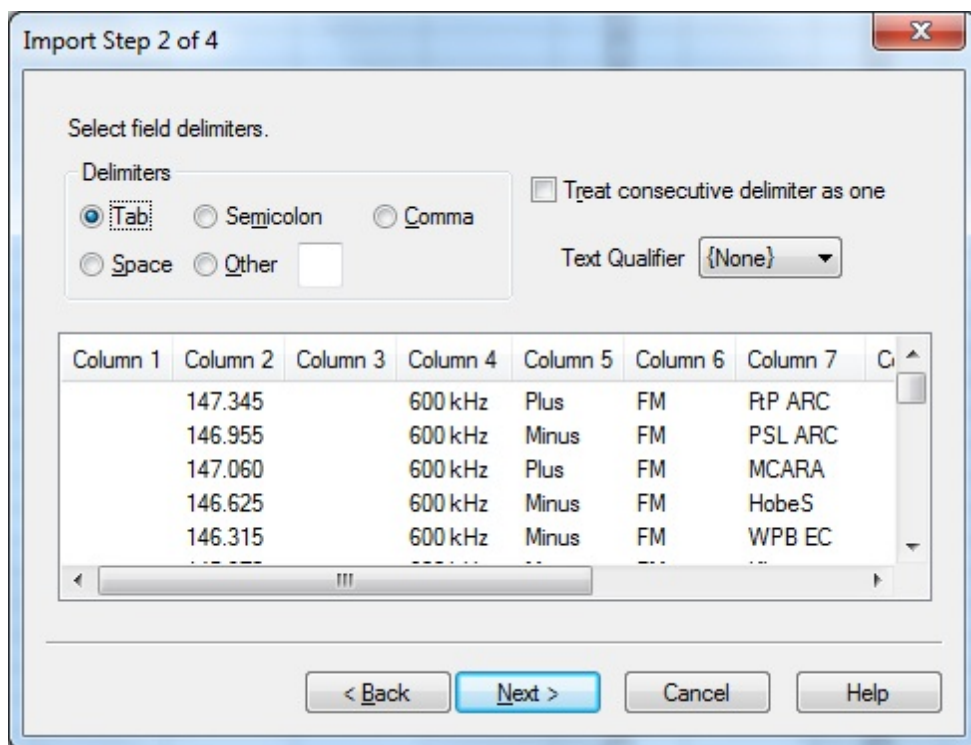 Import Step 2 of 4
Select field delimiters.
Delimiters
Tab Semicolon Comma
Space Other
Treat consecutive delimiter as one
Text Qualifier {None}
Column 1 Column 2 Column 3 Column 4 Column 5 Column 6 Column 7
147.345 600 kHz Plus FM FtP ARC
146.955 600 kHz Minus FM PSL ARC
147.060 600 kHz Plus FM MCARA
146.625 600 kHz Minus FM HobeS
146.315 600 kHz Minus FM WPB EC
< Back Next > Cancel Help